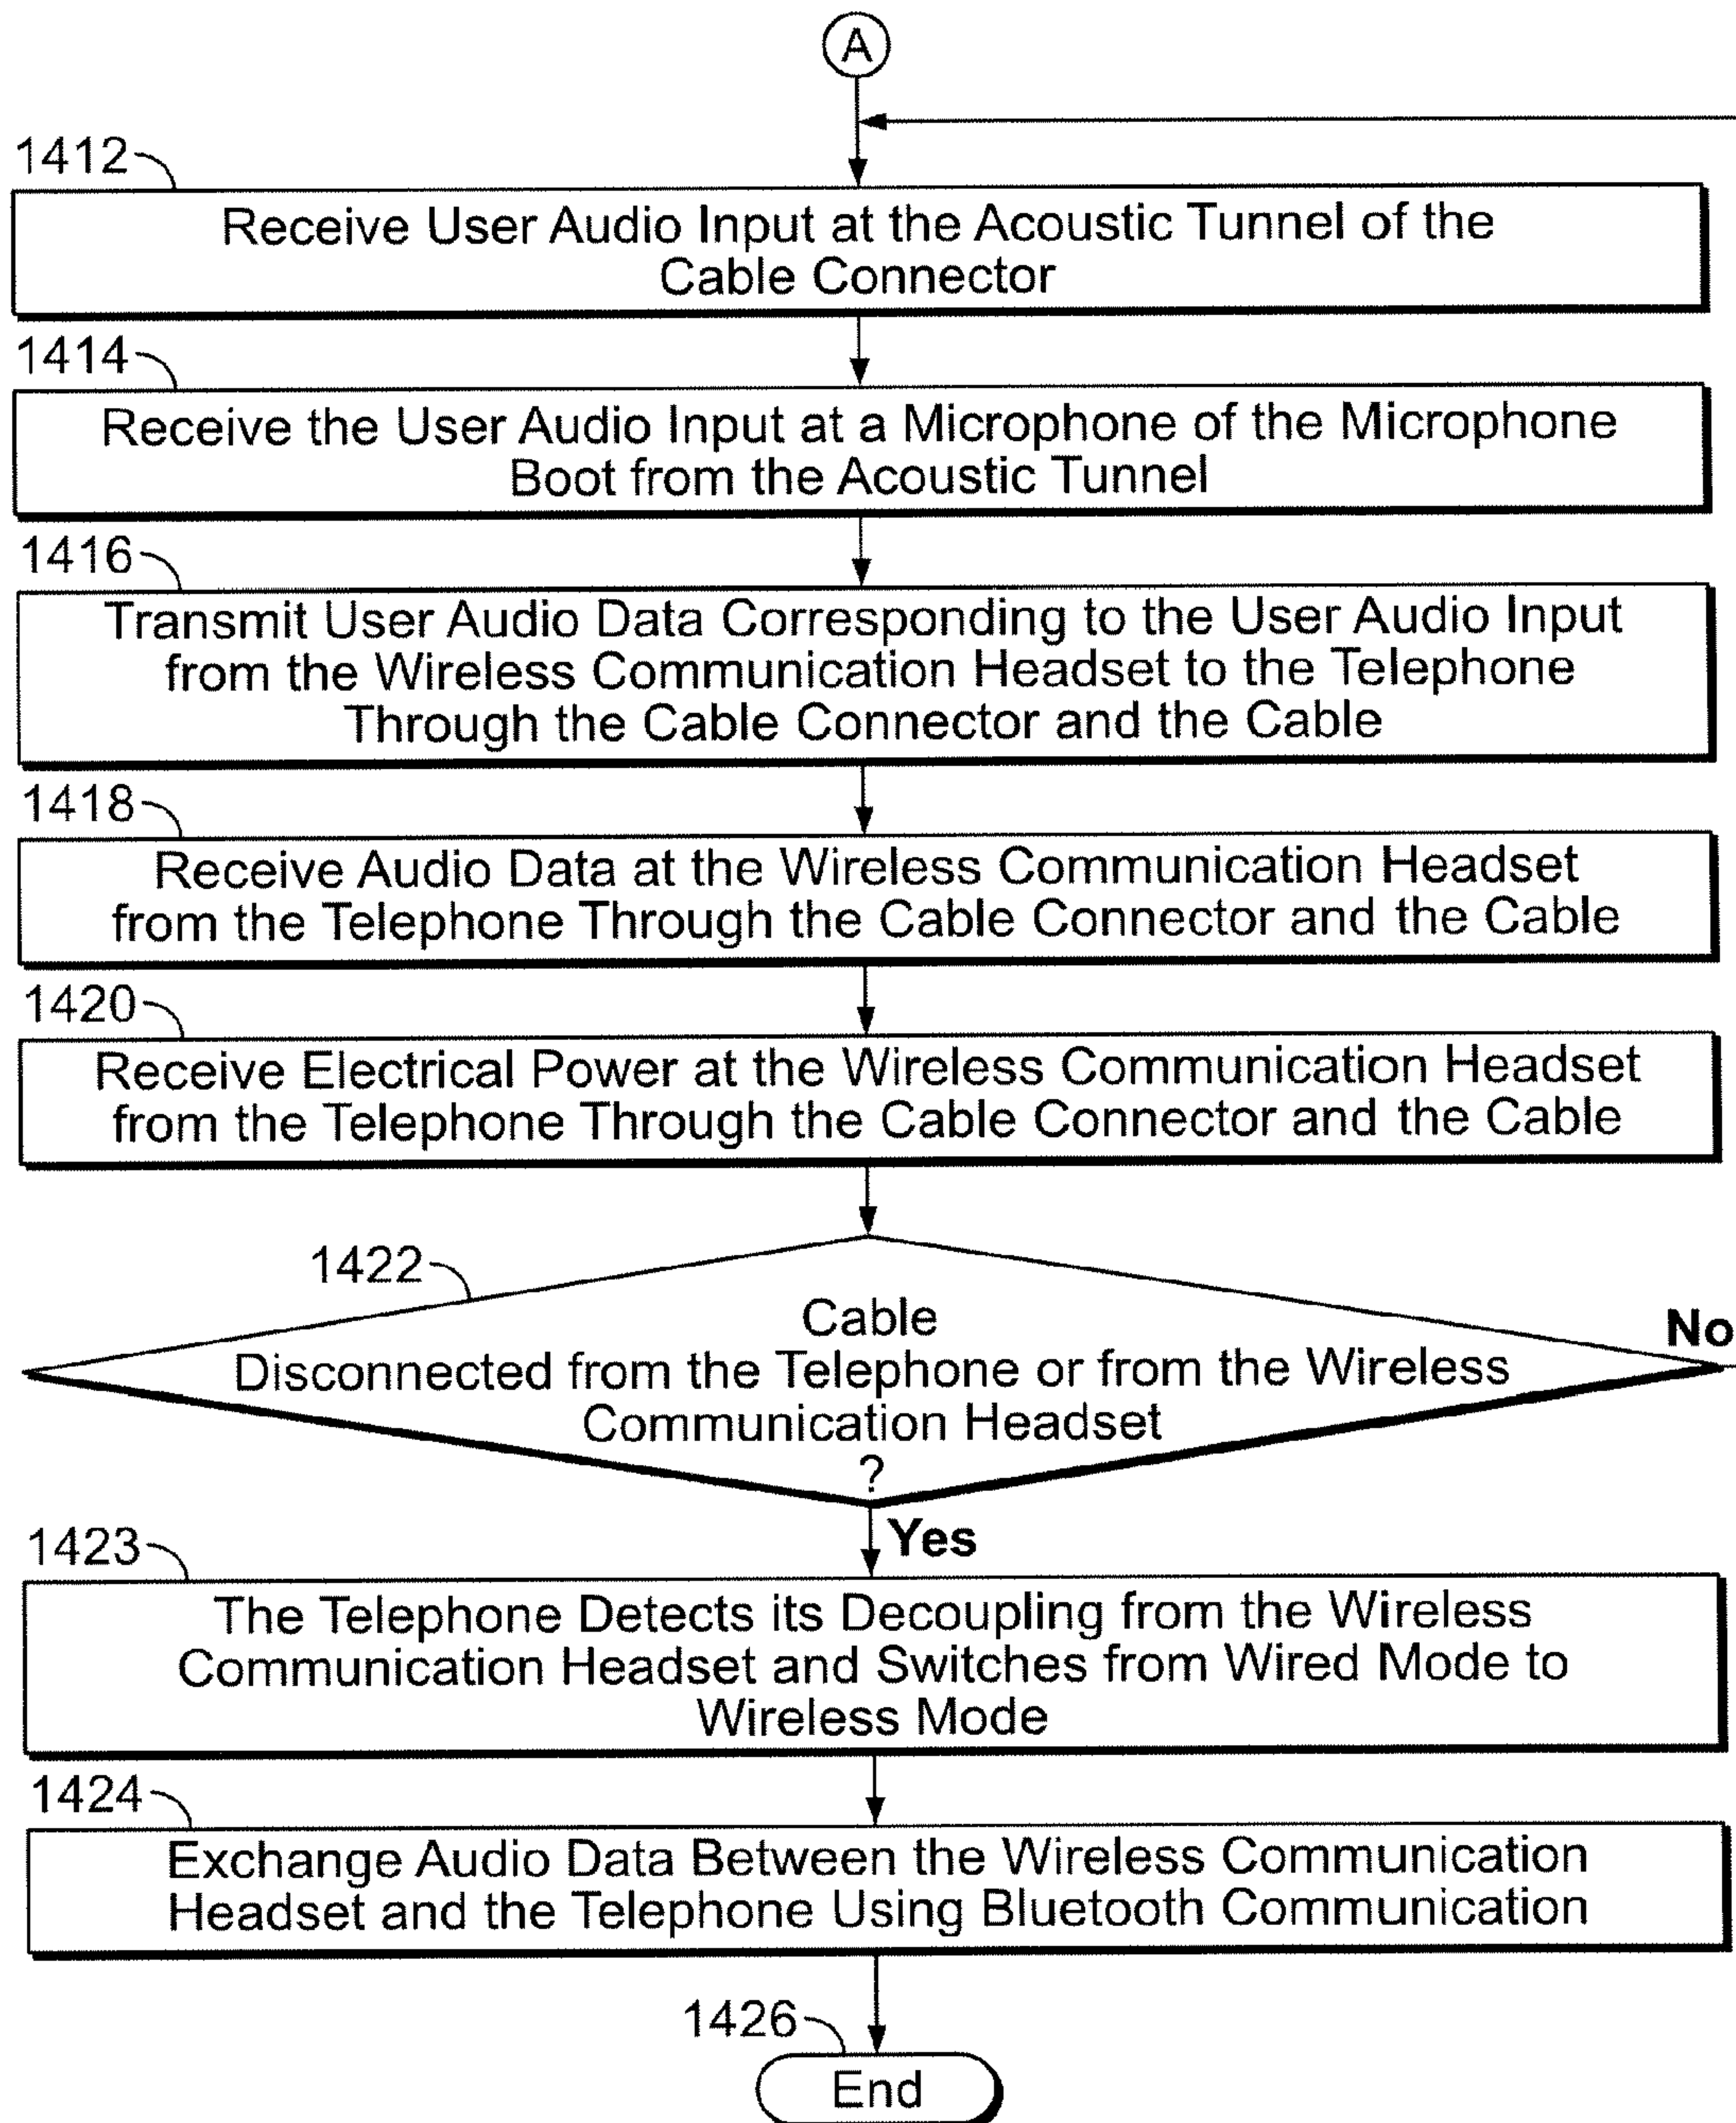 A
1412
Receive User Audio Input at the Acoustic Tunnel of the
Cable Connector
1414
Receive the User Audio Input at a Microphone of the Microphone
Boot from the Acoustic Tunnel
1416
Transmit User Audio Data Corresponding to the User Audio Input
from the Wireless Communication Headset to the Telephone
Through the Cable Connector and the Cable
1418
Receive Audio Data at the Wireless Communication Headset
from the Telephone Through the Cable Connector and the Cable
1420
Receive Electrical Power at the Wireless Communication Headset
from the Telephone Through the Cable Connector and the Cable
1422
Cable
Disconnected from the Telephone or from the Wireless
Communication Headset
?
No
Yes
1423
The Telephone Detects its Decoupling from the Wireless
Communication Headset and Switches from Wired Mode to
Wireless Mode
1424
Exchange Audio Data Between the Wireless Communication
Headset and the Telephone Using Bluetooth Communication
1426
End